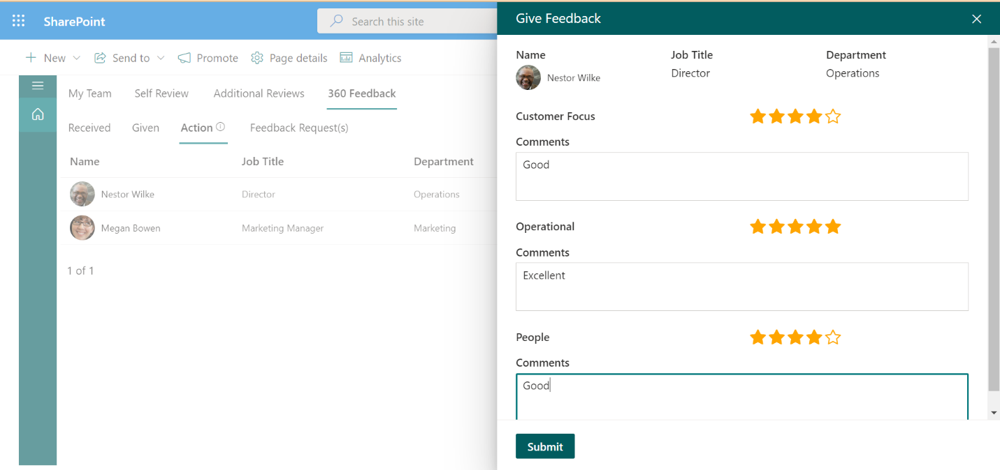 SharePoint
Search this site
New
Send to
Promote
Page details
Analytics
My Team
Self Review
Additional Reviews
360 Feedback
Received
Given
Action
Feedback Request(s)
Name Job Title Department
Nestor Wilke Director Operations
Megan Bowen Marketing Manager Marketing
1 of 1
Give Feedback
Name Job Title Department
Nestor Wilke Director Operations
Customer Focus
Comments
Good
Operational
Comments
Excellent
People
Comments
Good
Submit